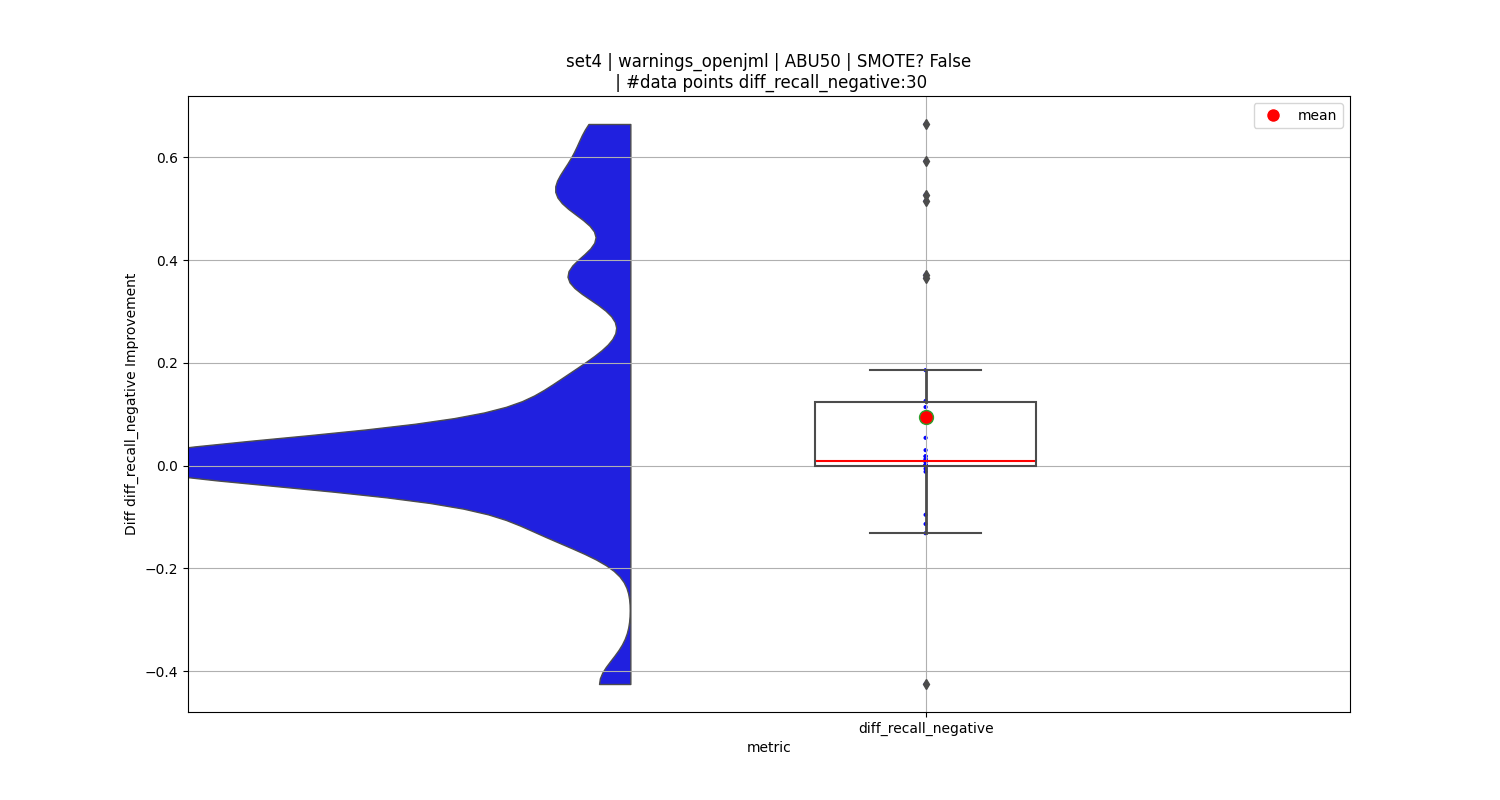 set4 | warnings_openjml | ABU50 | SMOTE? False
| #data points diff_recall_negative:30
mean
0.6
0.4
0.2
0.0
−0.2
−0.4
Diff diff_recall_negative Improvement
diff_recall_negative
metric